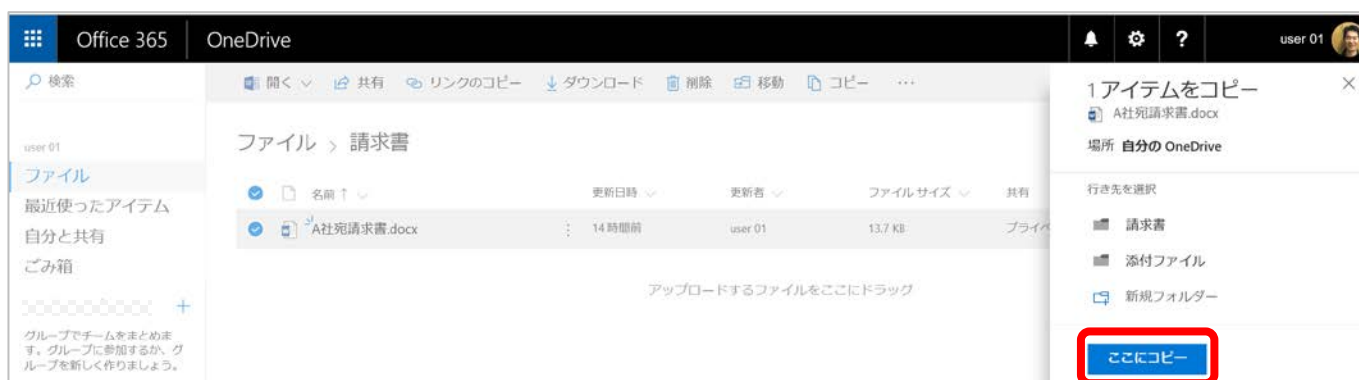 Office 365
OneDrive
?
user 01
検索
開く
共有
リンクのコピー
ダウンロード
削除
移動
コピー
…
user 01
ファイル
最近使ったアイテム
自分と共有
ごみ箱
+
グループでチームをまとめま
す。グループに参加するか、グ
ループを新しく作りましょう。
ファイル > 請求書
名前 ↑ 更新日時 更新者 ファイル サイズ 共有
A社宛請求書.docx 14 時間前 user 01 13.7 KB プライベ
アップロードするファイルをここにドラッグ
1 アイテムをコピー
A社宛請求書.docx
場所 自分の OneDrive
行き先を選択
請求書
添付ファイル
新規フォルダー
ここにコピー